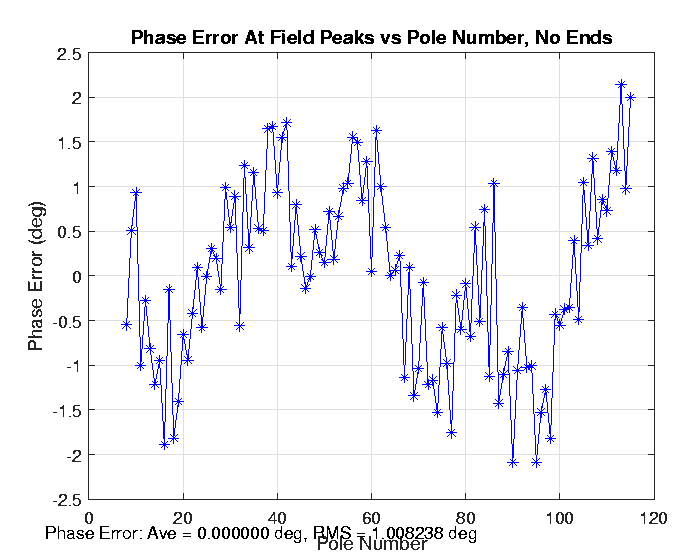 Phase Error At Field Peaks vs Pole Number, No Ends
2.5
2
1.5
1
0.5
0
-0.5
-1
-1.5
-2
-2.5
Phase Error (deg)
0 20 40 60 80 100 120
Pole Number
Phase Error: Ave = 0.000000 deg, RMS = 1.008238 deg